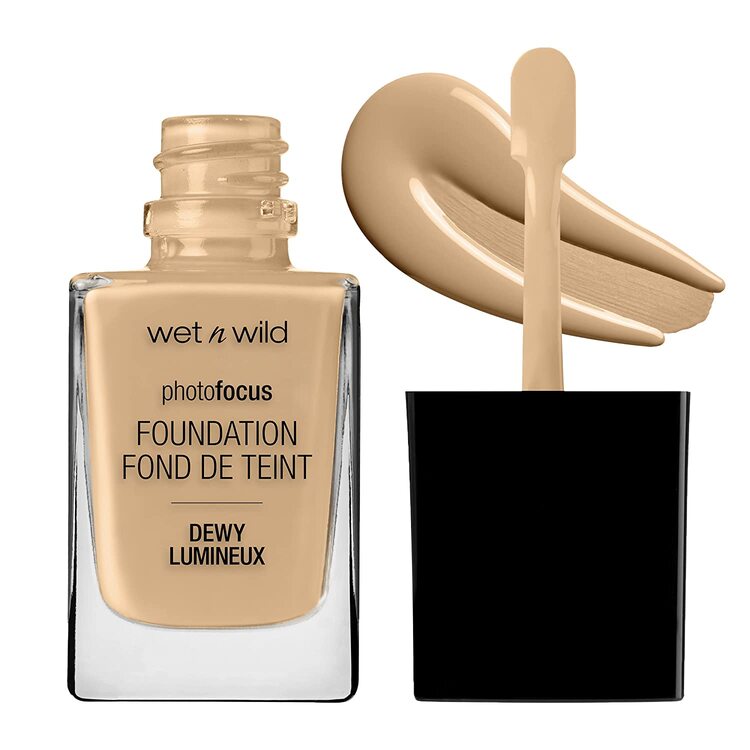 wet n wild
photofocus
FOUNDATION
FOND DE TEINT
DEWY
LUMINEUX